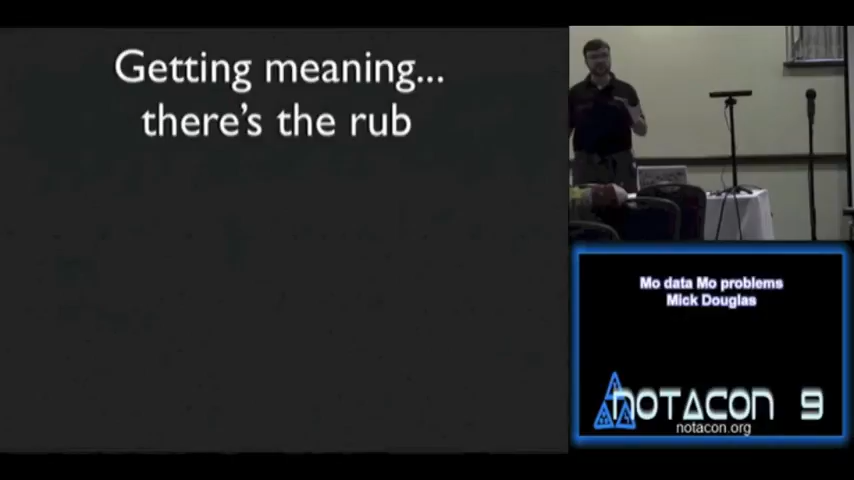 Getting meaning...
there's the rub
Mo data Mo problems
Mick Douglas
NOTACON 9
notacon.org